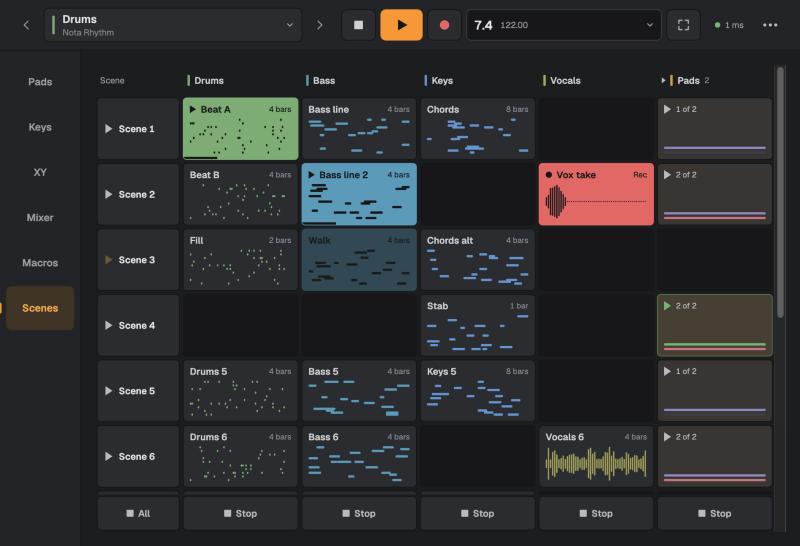 Drums
Nota Rhythm
7.4 122.00
1 ms
Pads
Keys
XY
Mixer
Macros
Scenes
Scene Drums Bass Keys Vocals Pads 2
Scene 1 Beat A 4 bars Bass line 4 bars Chords 8 bars 1 of 2
Scene 2 Beat B 4 bars Bass line 2 4 bars Vox take Rec 2 of 2
Scene 3 Fill 2 bars Walk 4 bars Chords alt 4 bars
Scene 4 Stab 1 bar 2 of 2
Scene 5 Drums 5 4 bars Bass 5 4 bars Keys 5 8 bars 1 of 2
Scene 6 Drums 6 4 bars Bass 6 4 bars Vocals 6 4 bars 2 of 2
All Stop Stop Stop Stop Stop